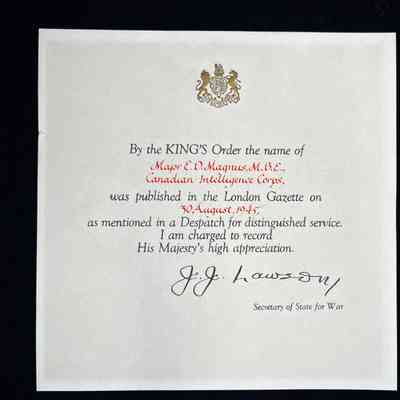 By the KING'S Order the name of
Major E. D. Magnus, M.B.E.,
Canadian Intelligence Corps,
was published in the London Gazette on
30 August, 1945,
as mentioned in a Despatch for distinguished service.
I am charged to record
His Majesty's high appreciation.
J. J. Lawson
Secretary of State for War